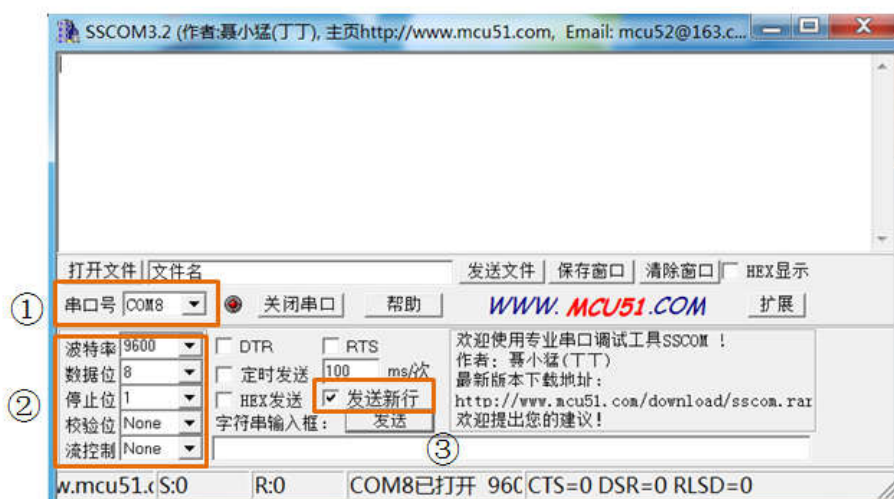 SSCOM3.2 (作者:聂小猛(丁丁), 主页http://www.mcu51.com, Email: mcu52@163.c...
打开文件 文件名 发送文件 保存窗口 清除窗口 HEX显示
① 串口号 COM8 关闭串口 帮助 WWW. MCU51.COM 扩展
②
波特率 9600
数据位 8
停止位 1
校验位 None
流控制 None
DTR RTS
定时发送 100 ms/次
HEX发送 发送新行
字符串输入框: 发送
③
欢迎使用专业串口调试工具SSCOM !
作者: 聂小猛(丁丁)
最新版本下载地址:
http://www.mcu51.com/download/sscom.rar
欢迎提出您的建议!
w.mcu51.c S:0 R:0 COM8已打开 960 CTS=0 DSR=0 RLSD=0